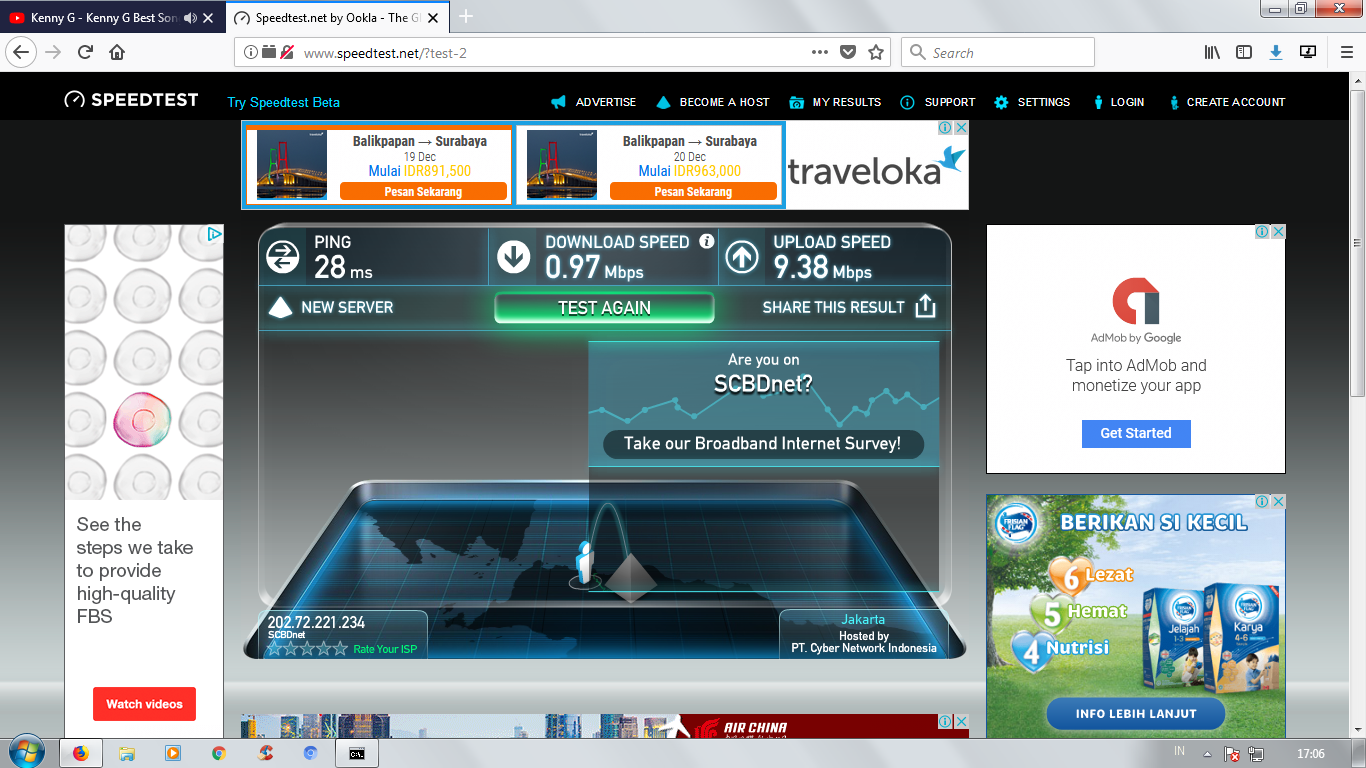 Kenny G - Kenny G Best Son
Speedtest.net by Ookla - The Gl
www.speedtest.net/?test-2
Search
SPEEDTEST
Try Speedtest Beta
ADVERTISE
BECOME A HOST
MY RESULTS
SUPPORT
SETTINGS
LOGIN
CREATE ACCOUNT
Balikpapan → Surabaya
19 Dec
Mulai IDR891,500
Pesan Sekarang
Balikpapan → Surabaya
20 Dec
Mulai IDR963,000
Pesan Sekarang
traveloka
PING
28 ms
DOWNLOAD SPEED
0.97 Mbps
UPLOAD SPEED
9.38 Mbps
NEW SERVER
TEST AGAIN
SHARE THIS RESULT
Are you on
SCBDnet?
Take our Broadband Internet Survey!
202.72.221.234
SCBDnet
Rate Your ISP
Jakarta
Hosted by
PT. Cyber Network Indonesia
See the
steps we take
to provide
high-quality
FBS
Watch videos
AdMob by Google
Tap into AdMob and
monetize your app
Get Started
FRISIAN FLAG
BERIKAN SI KECIL
6 Lezat
5 Hemat
4 Nutrisi
Jelajah
1-3
Karya
4-6
INFO LEBIH LANJUT
AIR CHINA
C:\.
IN
17:06